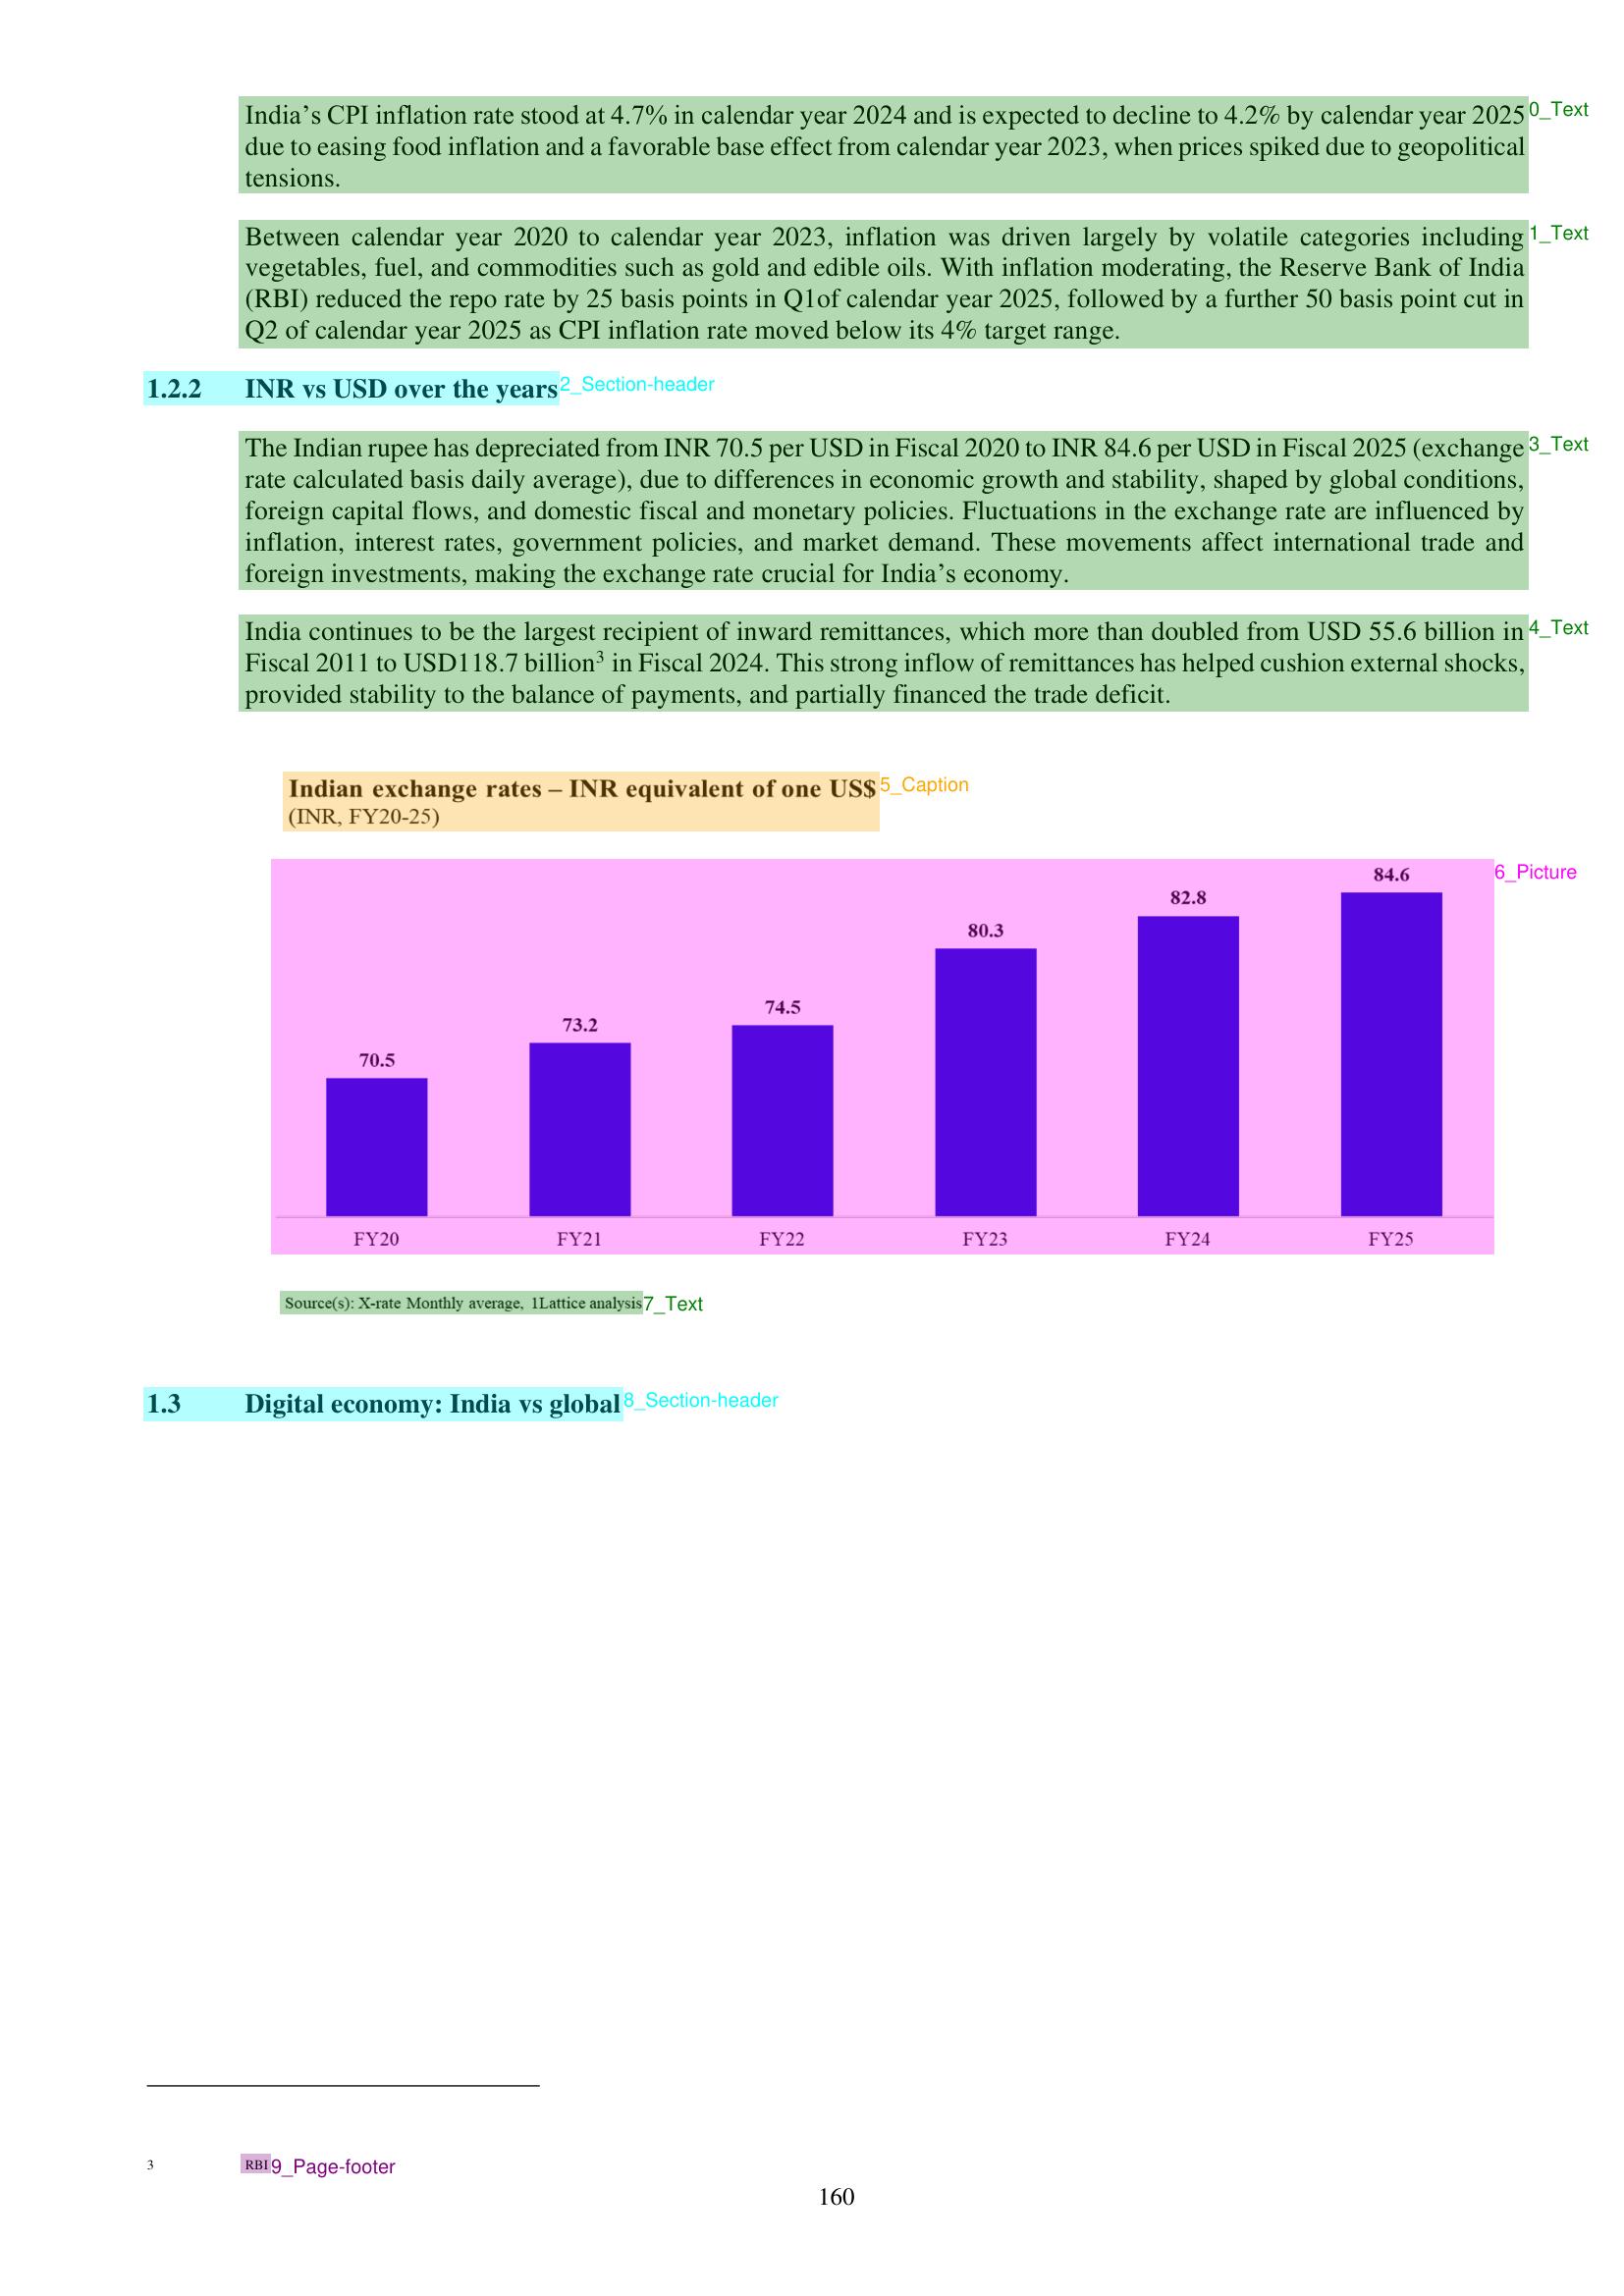 India’s CPI inflation rate stood at 4.7% in calendar year 2024 and is expected to decline to 4.2% by calendar year 2025
0_Text
due to easing food inflation and a favorable base effect from calendar year 2023, when prices spiked due to geopolitical
tensions.
Between calendar year 2020 to calendar year 2023, inflation was driven largely by volatile categories including
1_Text
vegetables, fuel, and commodities such as gold and edible oils. With inflation moderating, the Reserve Bank of India
(RBI) reduced the repo rate by 25 basis points in Q1of calendar year 2025, followed by a further 50 basis point cut in
Q2 of calendar year 2025 as CPI inflation rate moved below its 4% target range.
1.2.2 INR vs USD over the years
2_Section-header
The Indian rupee has depreciated from INR 70.5 per USD in Fiscal 2020 to INR 84.6 per USD in Fiscal 2025 (exchange
3_Text
rate calculated basis daily average), due to differences in economic growth and stability, shaped by global conditions,
foreign capital flows, and domestic fiscal and monetary policies. Fluctuations in the exchange rate are influenced by
inflation, interest rates, government policies, and market demand. These movements affect international trade and
foreign investments, making the exchange rate crucial for India’s economy.
India continues to be the largest recipient of inward remittances, which more than doubled from USD 55.6 billion in
4_Text
Fiscal 2011 to USD118.7 billion³ in Fiscal 2024. This strong inflow of remittances has helped cushion external shocks,
provided stability to the balance of payments, and partially financed the trade deficit.
Indian exchange rates – INR equivalent of one US$
5_Caption
(INR, FY20-25)
6_Picture
70.5 73.2 74.5 80.3 82.8 84.6
FY20 FY21 FY22 FY23 FY24 FY25
Source(s): X-rate Monthly average, 1Lattice analysis
7_Text
1.3 Digital economy: India vs global
8_Section-header
3 RBI
9_Page-footer
160